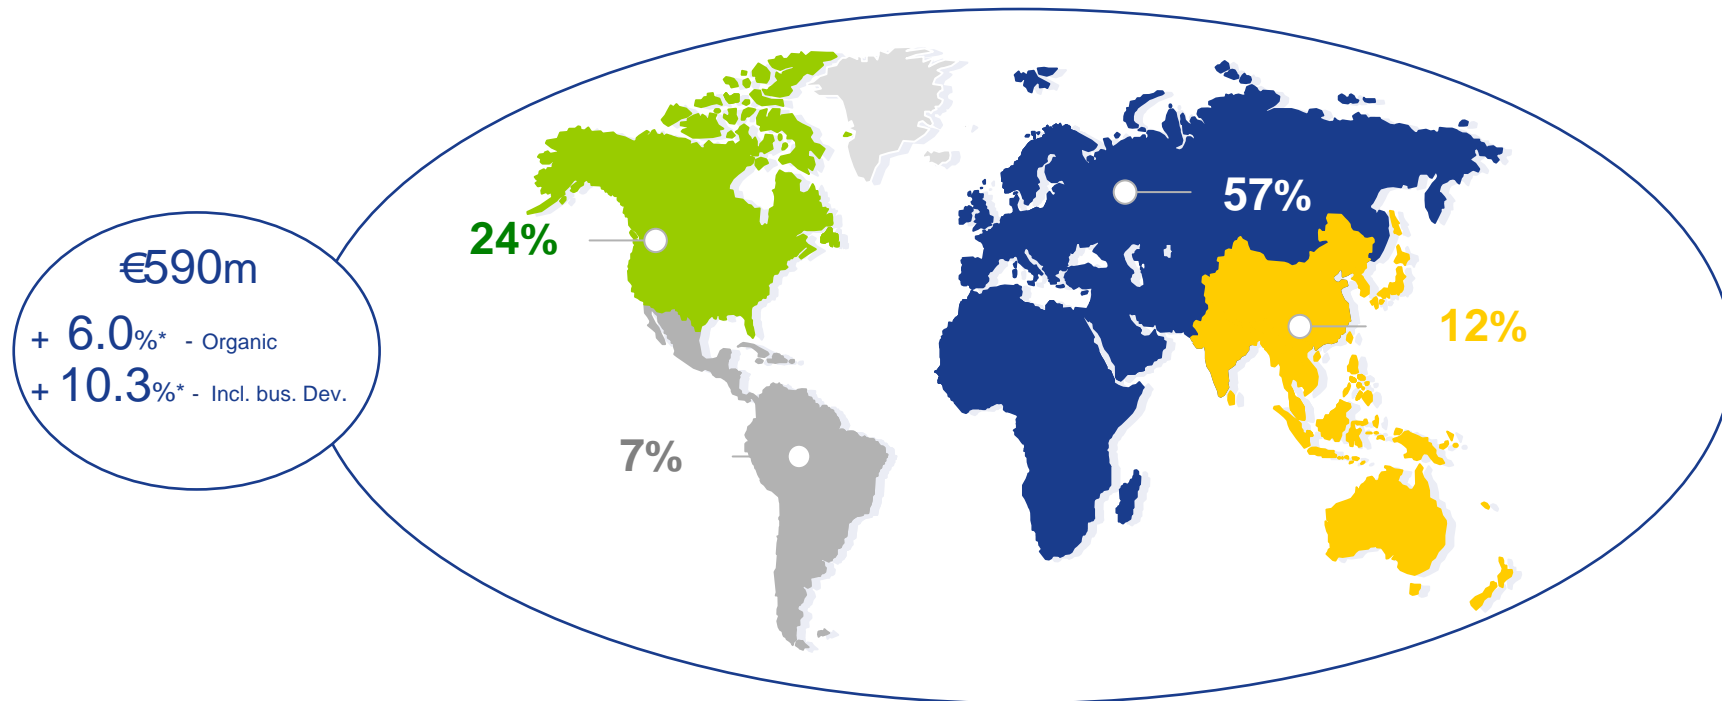 €590m
+ 6.0%* - Organic
+ 10.3%* - Incl. bus. Dev.
24%
57%
12%
7%